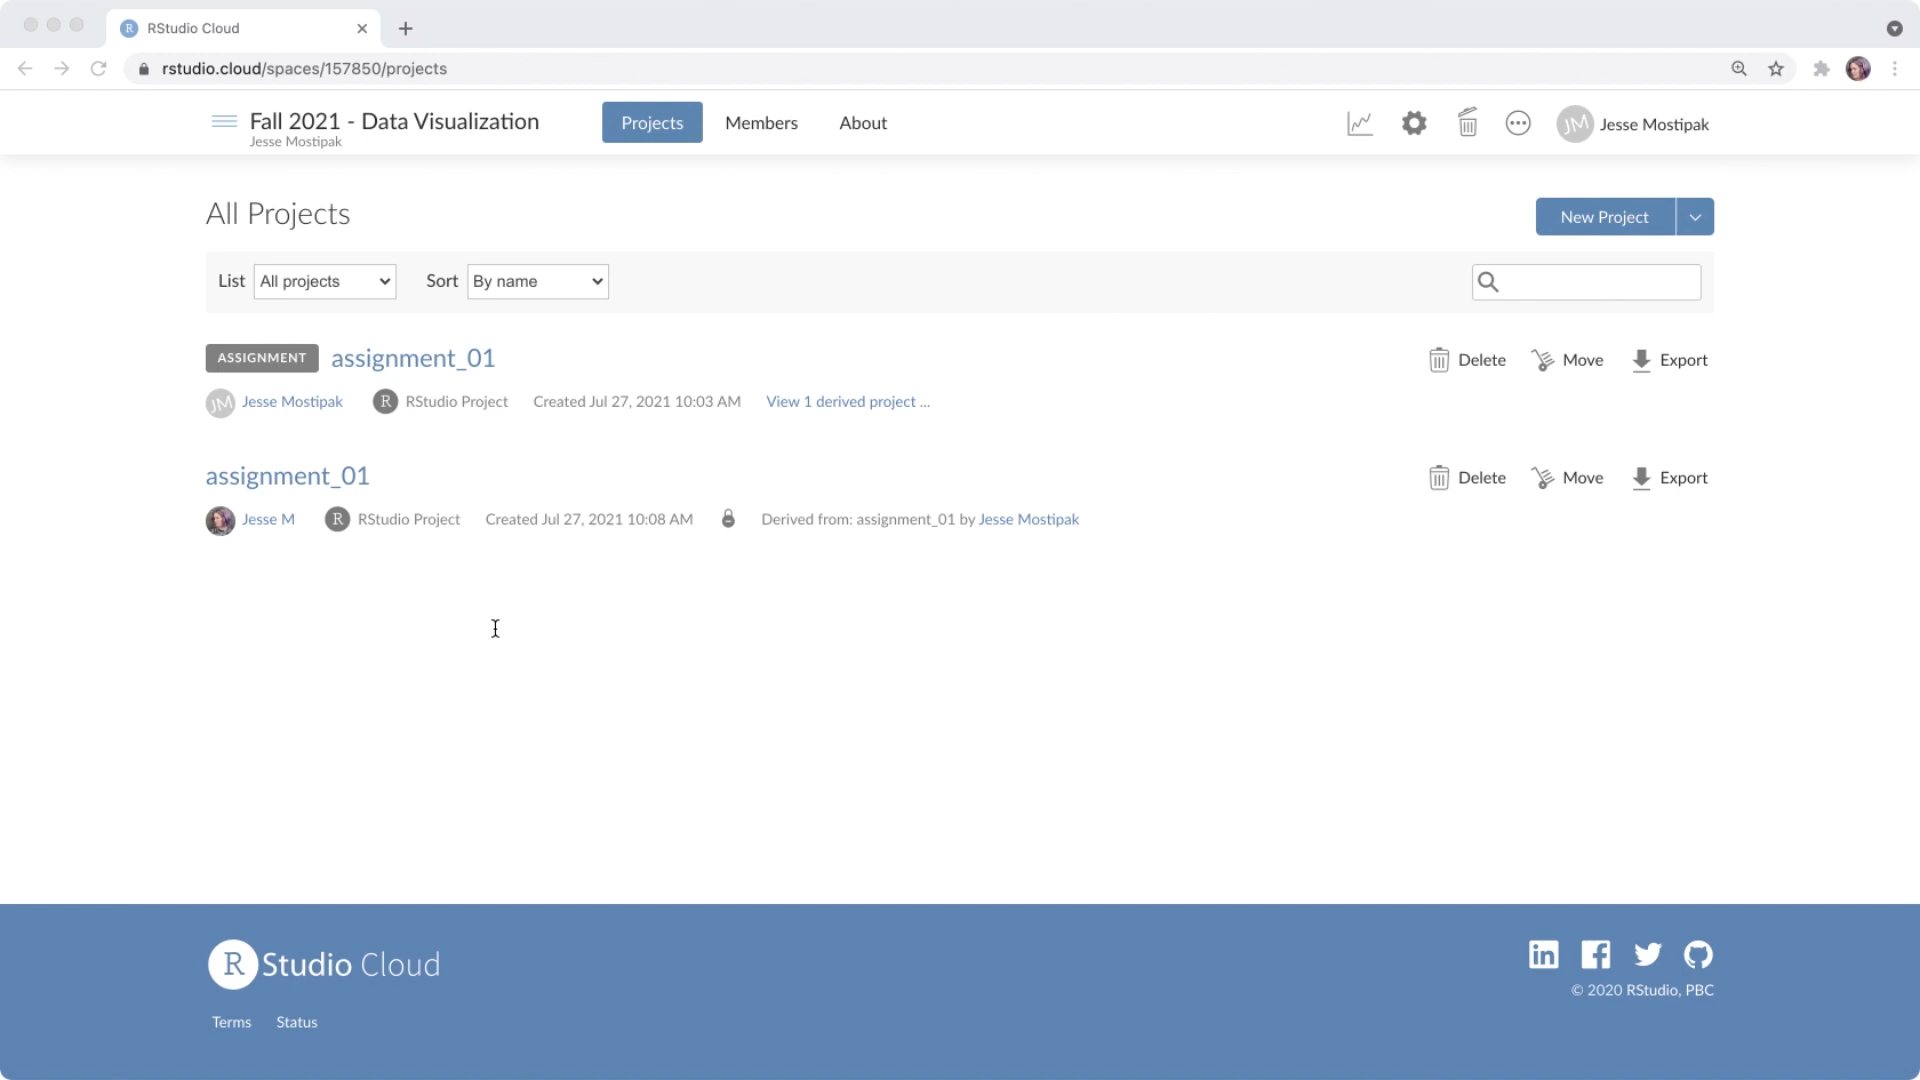 RStudio Cloud
rstudio.cloud/spaces/157850/projects
Fall 2021 - Data Visualization
Jesse Mostipak
Projects
Members
About
JM
Jesse Mostipak
All Projects
New Project
List
All projects
Sort
By name
ASSIGNMENT
assignment_01
Delete
Move
Export
JM
Jesse Mostipak
R
RStudio Project
Created Jul 27, 2021 10:03 AM
View 1 derived project ...
assignment_01
Delete
Move
Export
Jesse M
R
RStudio Project
Created Jul 27, 2021 10:08 AM
Derived from: assignment_01 by Jesse Mostipak
R Studio Cloud
in
© 2020 RStudio, PBC
Terms
Status